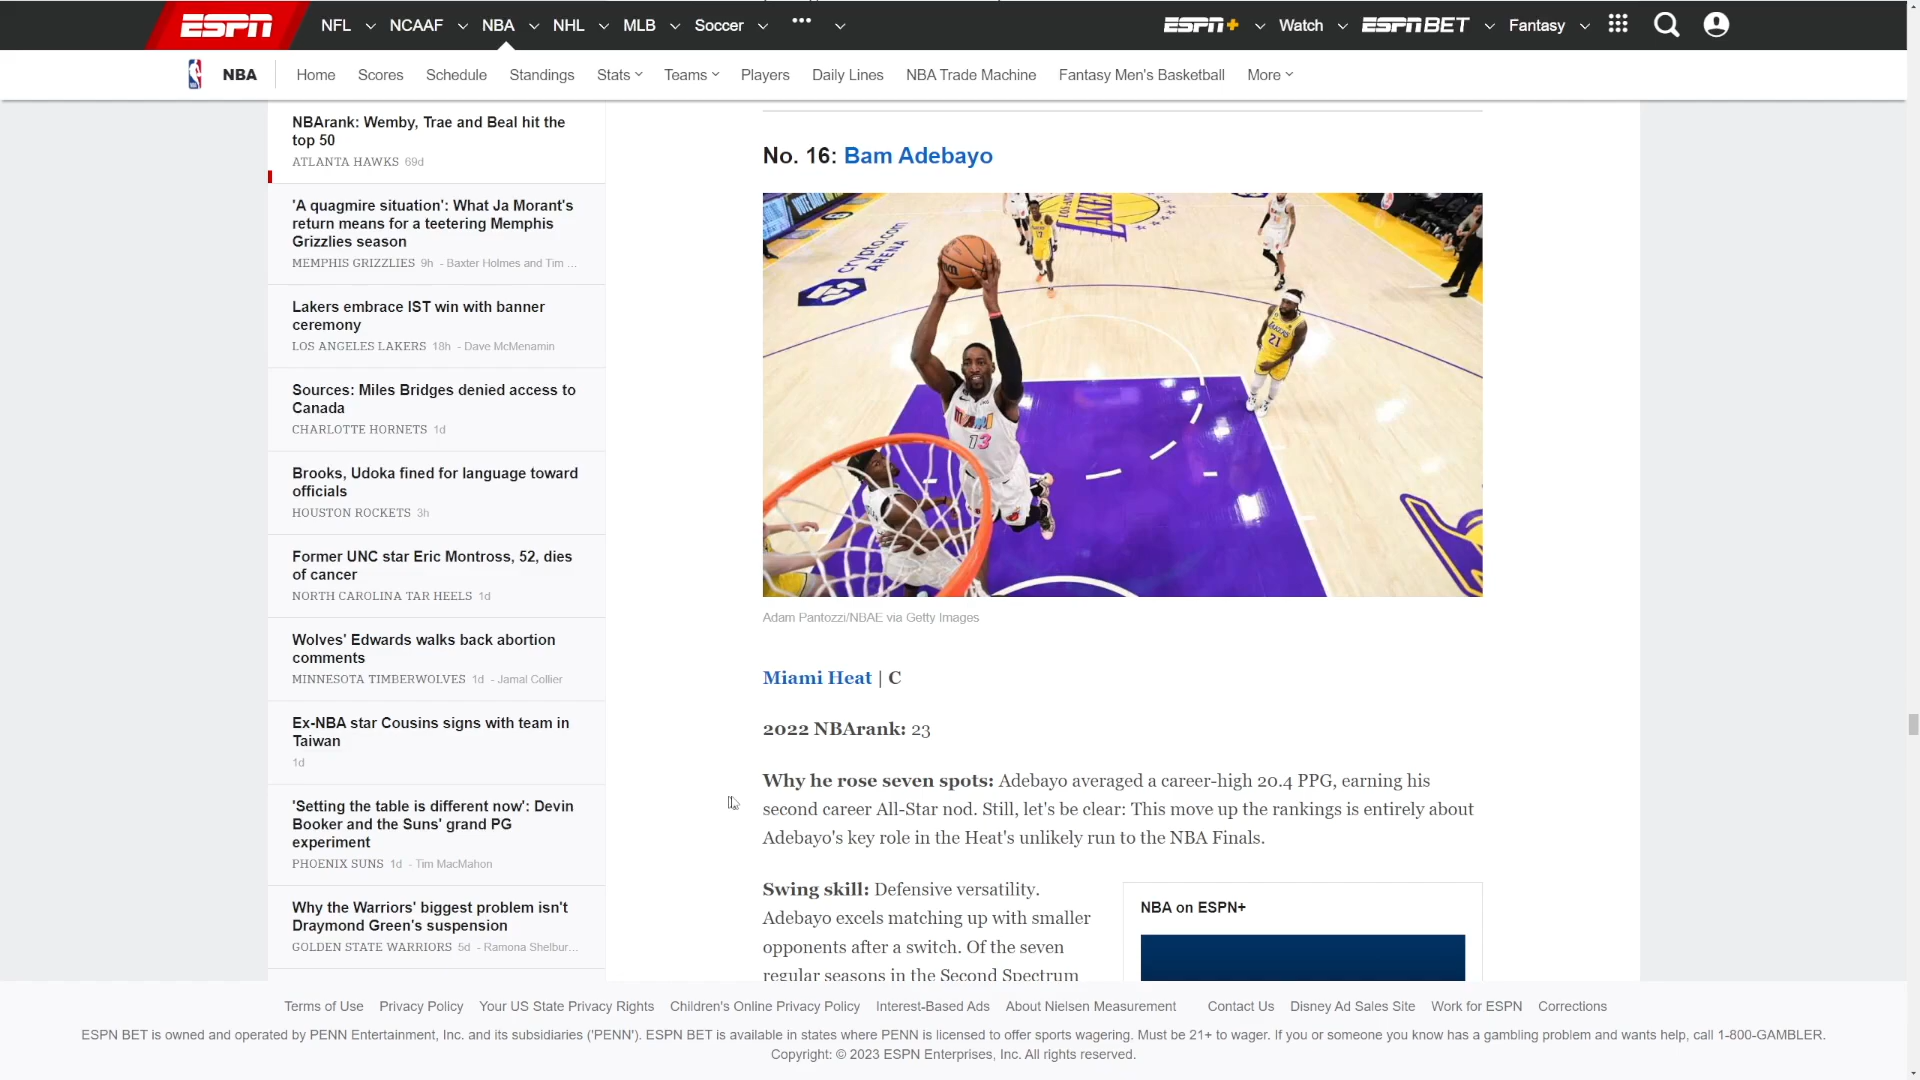 ESPN NFL NCAAF NBA NHL MLB Soccer ••• ESPN+ Watch ESPN BET Fantasy
NBA Home Scores Schedule Standings Stats Teams Players Daily Lines NBA Trade Machine Fantasy Men's Basketball More
NBArank: Wemby, Trae and Beal hit the
top 50
ATLANTA HAWKS 69d
'A quagmire situation': What Ja Morant's
return means for a teetering Memphis
Grizzlies season
MEMPHIS GRIZZLIES 9h - Baxter Holmes and Tim ...
Lakers embrace IST win with banner
ceremony
LOS ANGELES LAKERS 18h - Dave McMenamin
Sources: Miles Bridges denied access to
Canada
CHARLOTTE HORNETS 1d
Brooks, Udoka fined for language toward
officials
HOUSTON ROCKETS 3h
Former UNC star Eric Montross, 52, dies
of cancer
NORTH CAROLINA TAR HEELS 1d
Wolves' Edwards walks back abortion
comments
MINNESOTA TIMBERWOLVES 1d - Jamal Collier
Ex-NBA star Cousins signs with team in
Taiwan
1d
'Setting the table is different now': Devin
Booker and the Suns' grand PG
experiment
PHOENIX SUNS 1d - Tim MacMahon
Why the Warriors' biggest problem isn't
Draymond Green's suspension
GOLDEN STATE WARRIORS 5d - Ramona Shelbur...
No. 16: Bam Adebayo
crypto.com
ARENA
LAKERS
17
21
MIAMI
13
Adam Pantozzi/NBAE via Getty Images
Miami Heat | C
2022 NBArank: 23
Why he rose seven spots: Adebayo averaged a career-high 20.4 PPG, earning his
second career All-Star nod. Still, let's be clear: This move up the rankings is entirely about
Adebayo's key role in the Heat's unlikely run to the NBA Finals.
Swing skill: Defensive versatility.
Adebayo excels matching up with smaller
opponents after a switch. Of the seven
regular seasons in the Second Spectrum
NBA on ESPN+
Terms of Use Privacy Policy Your US State Privacy Rights Children's Online Privacy Policy Interest-Based Ads About Nielsen Measurement Contact Us Disney Ad Sales Site Work for ESPN Corrections
ESPN BET is owned and operated by PENN Entertainment, Inc. and its subsidiaries ('PENN'). ESPN BET is available in states where PENN is licensed to offer sports wagering. Must be 21+ to wager. If you or someone you know has a gambling problem and wants help, call 1-800-GAMBLER.
Copyright: © 2023 ESPN Enterprises, Inc. All rights reserved.